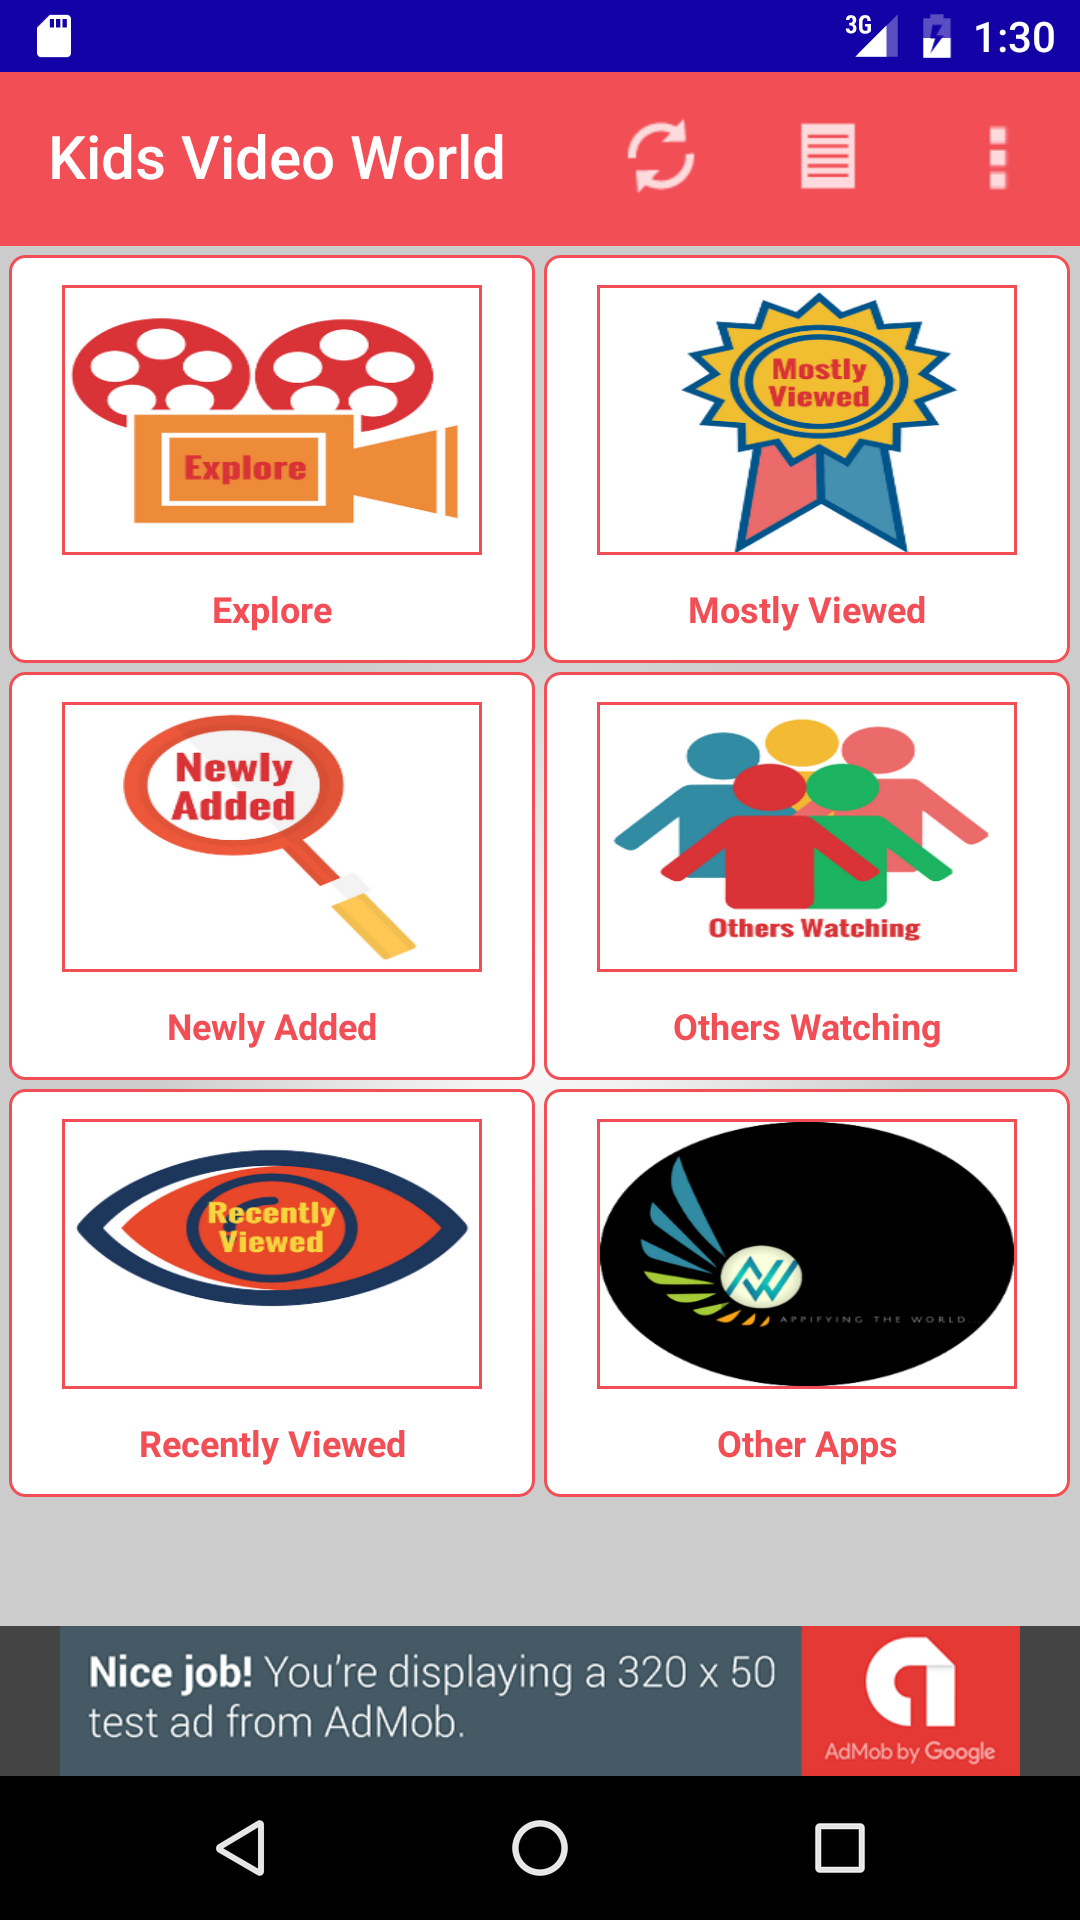 3G 1:30
Kids Video World
Explore
Explore
Mostly
Viewed
Mostly Viewed
Newly
Added
Newly Added
Others Watching
Others Watching
Recently
Viewed
Recently Viewed
APPIFYING THE WORLD...
Other Apps
Nice job! You're displaying a 320 x 50
test ad from AdMob.
AdMob by Google